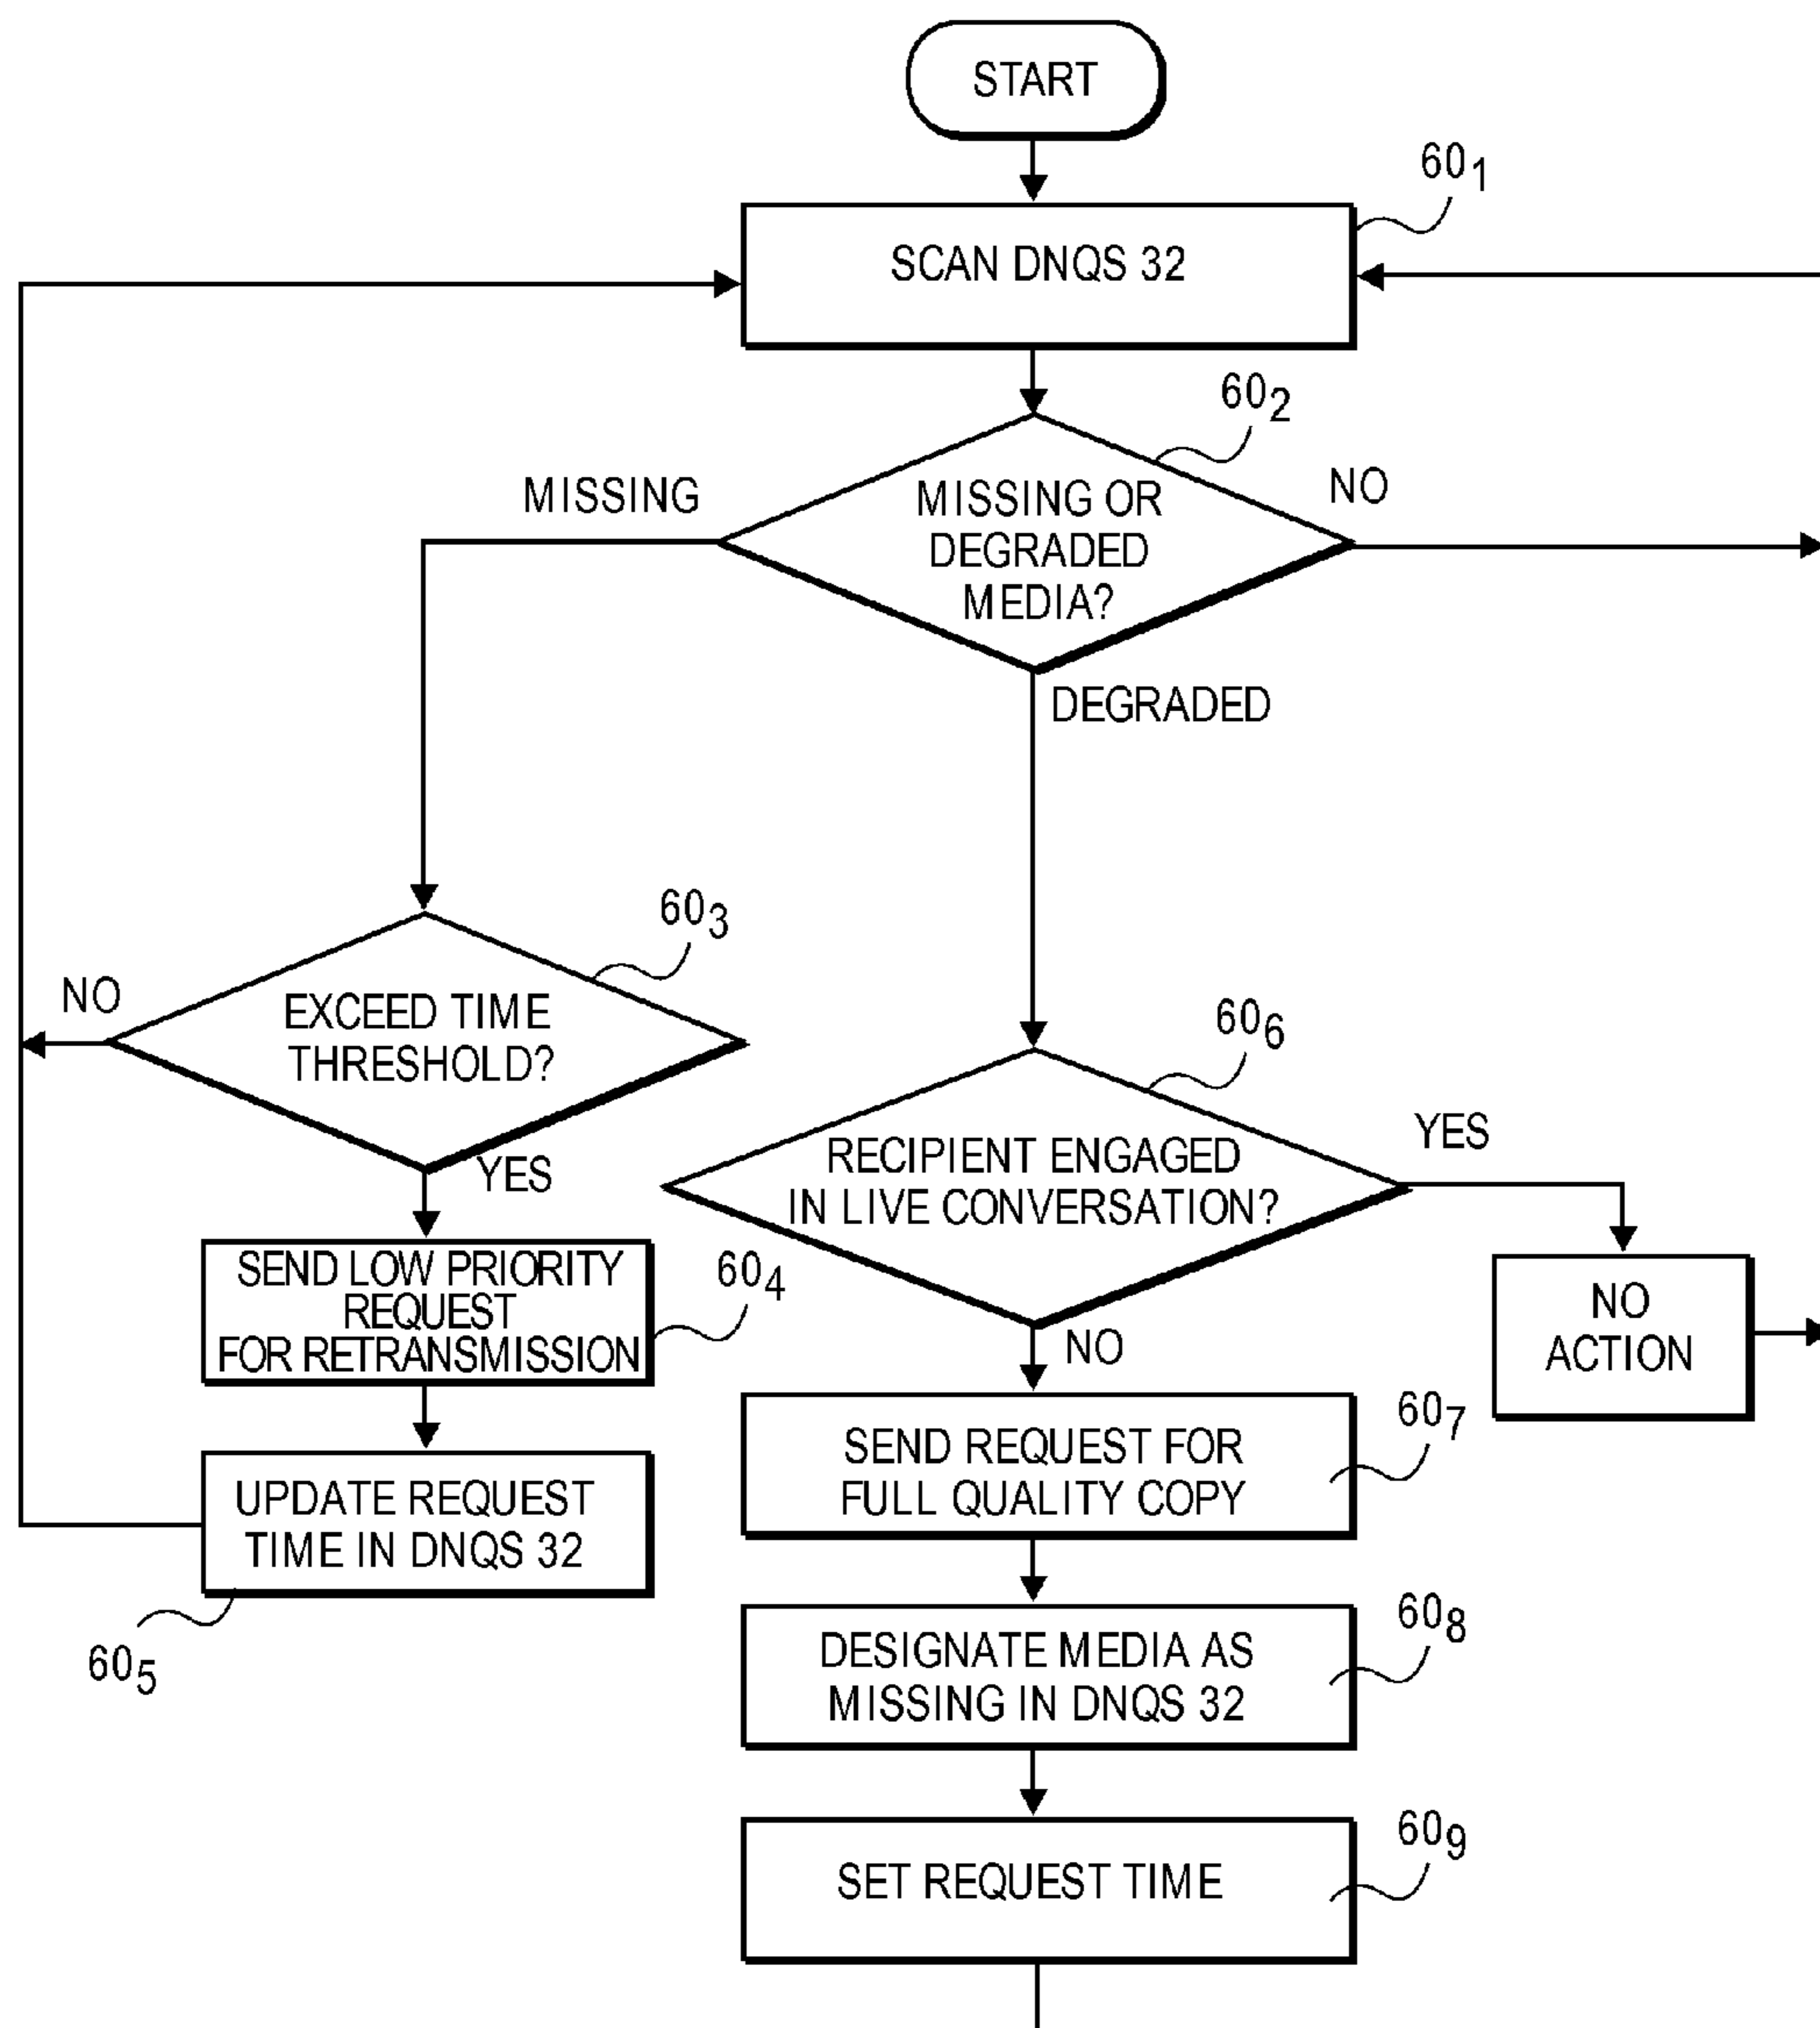 START
60₁
SCAN DNQS 32
60₂
MISSING
MISSING OR
DEGRADED
MEDIA?
NO
DEGRADED
60₃
NO
EXCEED TIME
THRESHOLD?
YES
60₆
RECIPIENT ENGAGED
IN LIVE CONVERSATION?
YES
SEND LOW PRIORITY
REQUEST
FOR RETRANSMISSION
60₄
NO
NO
ACTION
60₇
SEND REQUEST FOR
FULL QUALITY COPY
UPDATE REQUEST
TIME IN DNQS 32
60₅
60₈
DESIGNATE MEDIA AS
MISSING IN DNQS 32
60₉
SET REQUEST TIME